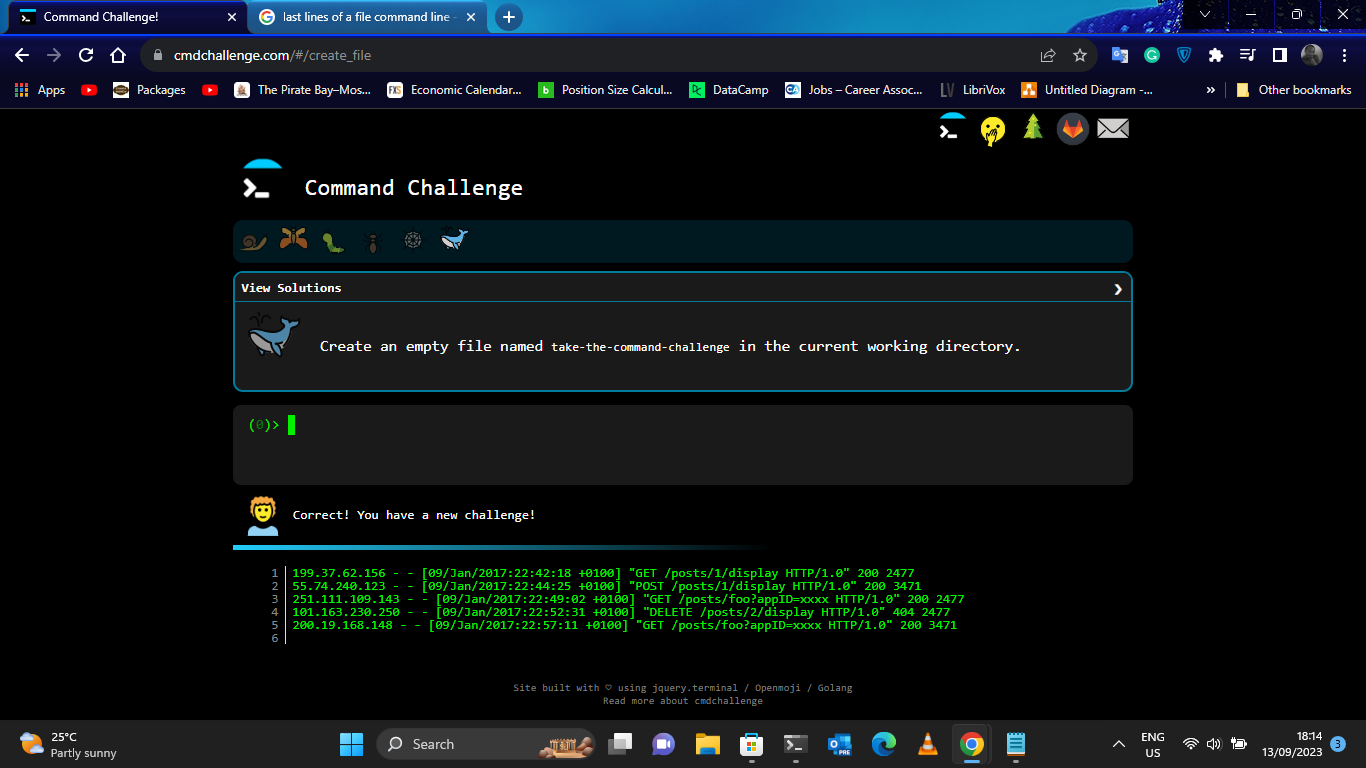 Command Challenge!
last lines of a file command line -
cmdchallenge.com/#/create_file
Apps
Packages
The Pirate Bay–Mos...
FXS
Economic Calendar...
b
Position Size Calcul...
DataCamp
CA
Jobs – Career Assoc...
LV
LibriVox
Untitled Diagram -...
»
Other bookmarks
Command Challenge
View Solutions
Create an empty file named take-the-command-challenge in the current working directory.
(0)>
Correct! You have a new challenge!
1 199.37.62.156 - - [09/Jan/2017:22:42:18 +0100] "GET /posts/1/display HTTP/1.0" 200 2477
2 55.74.240.123 - - [09/Jan/2017:22:44:25 +0100] "POST /posts/1/display HTTP/1.0" 200 3471
3 251.111.109.143 - - [09/Jan/2017:22:49:02 +0100] "GET /posts/foo?appID=xxxx HTTP/1.0" 200 2477
4 101.163.230.250 - - [09/Jan/2017:22:52:31 +0100] "DELETE /posts/2/display HTTP/1.0" 404 2477
5 200.19.168.148 - - [09/Jan/2017:22:57:11 +0100] "GET /posts/foo?appID=xxxx HTTP/1.0" 200 3471
6
Site built with ♡ using jquery.terminal / Openmoji / Golang
Read more about cmdchallenge
25°C
Partly sunny
Search
PRE
ENG
US
18:14
13/09/2023
3